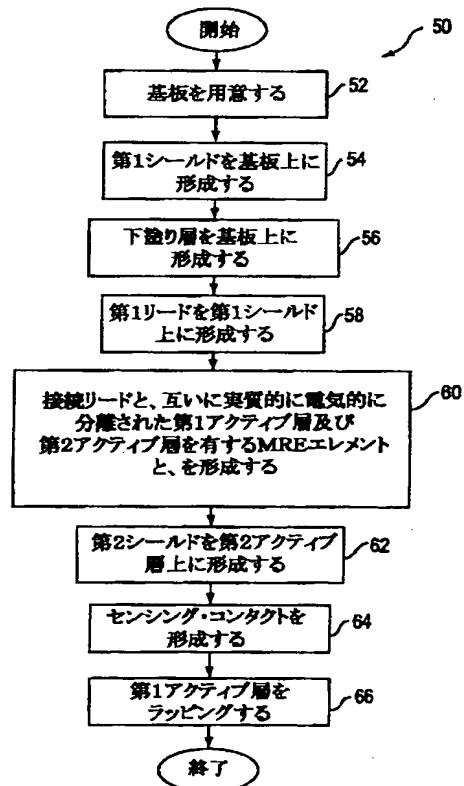 開始
50
基板を用意する
52
第1シールドを基板上に
形成する
54
下塗り層を基板上に
形成する
56
第1リードを第1シールド
上に形成する
58
接続リードと、互いに実質的に電気的に
分離された第1アクティブ層及び
第2アクティブ層を有するMREエレメント
と、を形成する
60
第2シールドを第2アクティブ
層上に形成する
62
センシング・コンタクトを
形成する
64
第1アクティブ層を
ラッピングする
66
終了